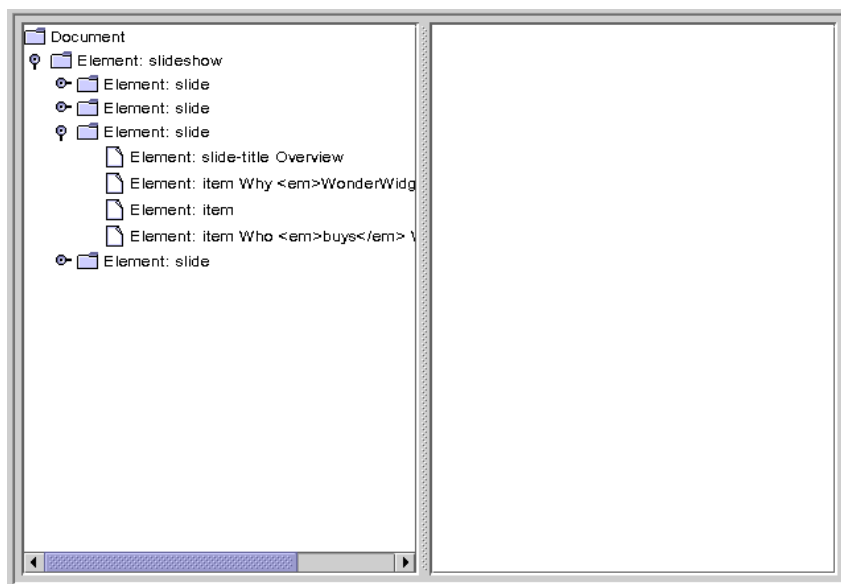 Document
Element: slideshow
Element: slide
Element: slide
Element: slide
Element: slide-title Overview
Element: item Why <em>WonderWidg
Element: item
Element: item Who <em>buys</em>
Element: slide